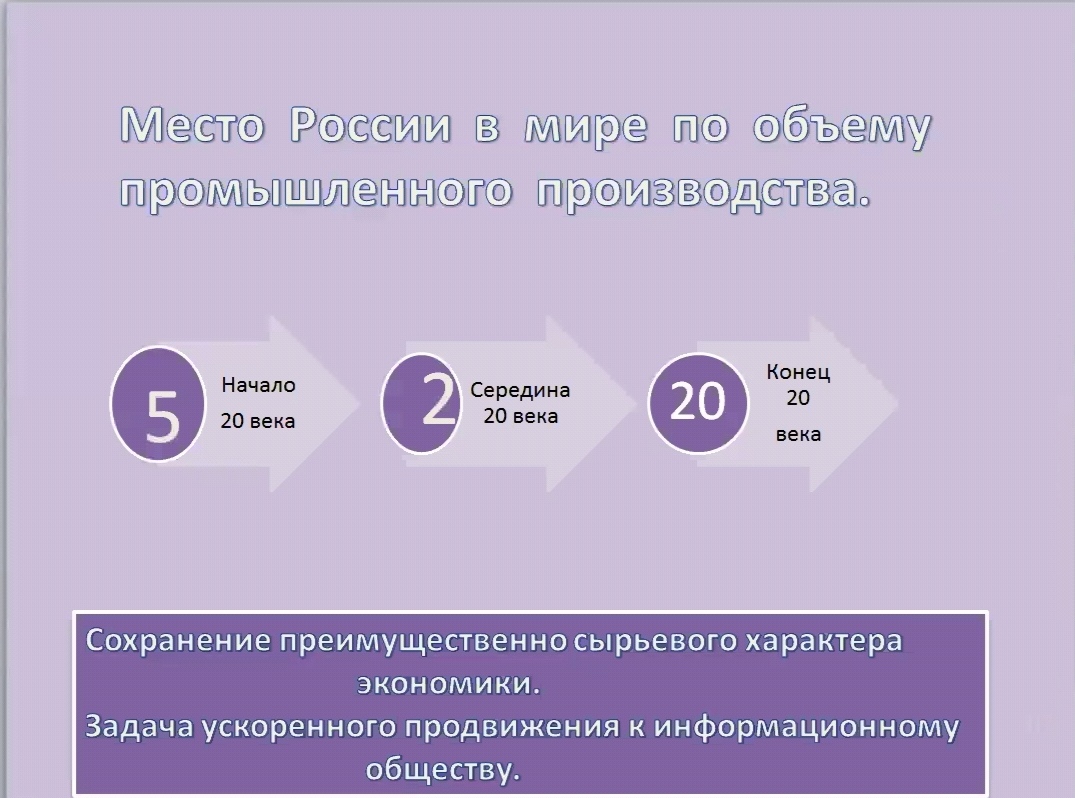 Место России в мире по объему
промышленного производства.
5
Начало
20 века
2
Середина
20 века
20
Конец
20
века
Сохранение преимущественно сырьевого характера
экономики.
Задача ускоренного продвижения к информационному
обществу.